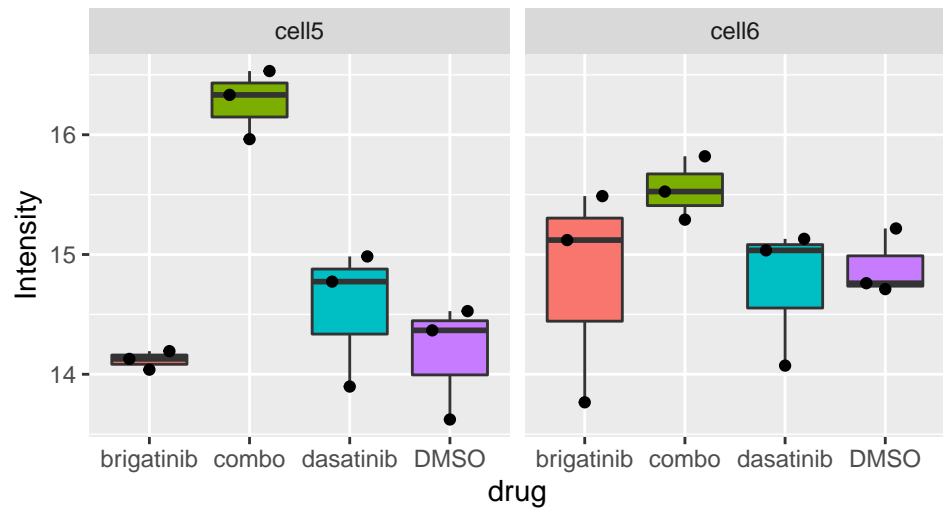 cell5
cell6
Intensity
16
15
14
brigatinib combo dasatinib DMSO
brigatinib combo dasatinib DMSO
drug